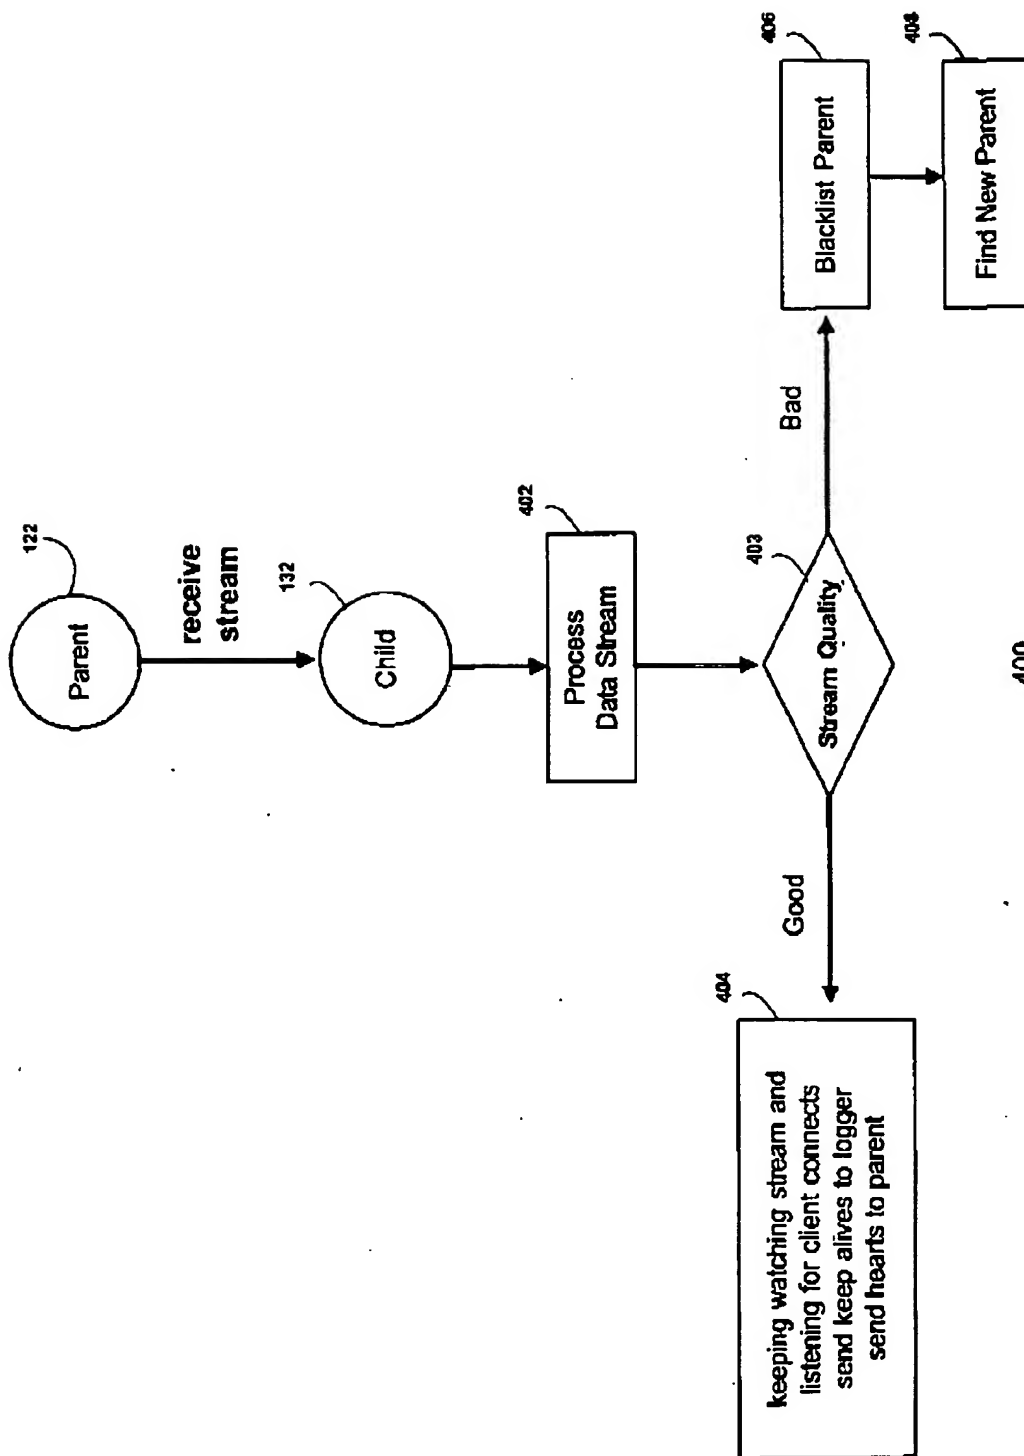 122
Parent
receive
stream
132
Child
402
Process
Data Stream
403
Stream Quality
Good
Bad
404
keeping watching stream and
listening for client connects
send keep alives to logger
send hearts to parent
406
Blacklist Parent
Find New Parent
400